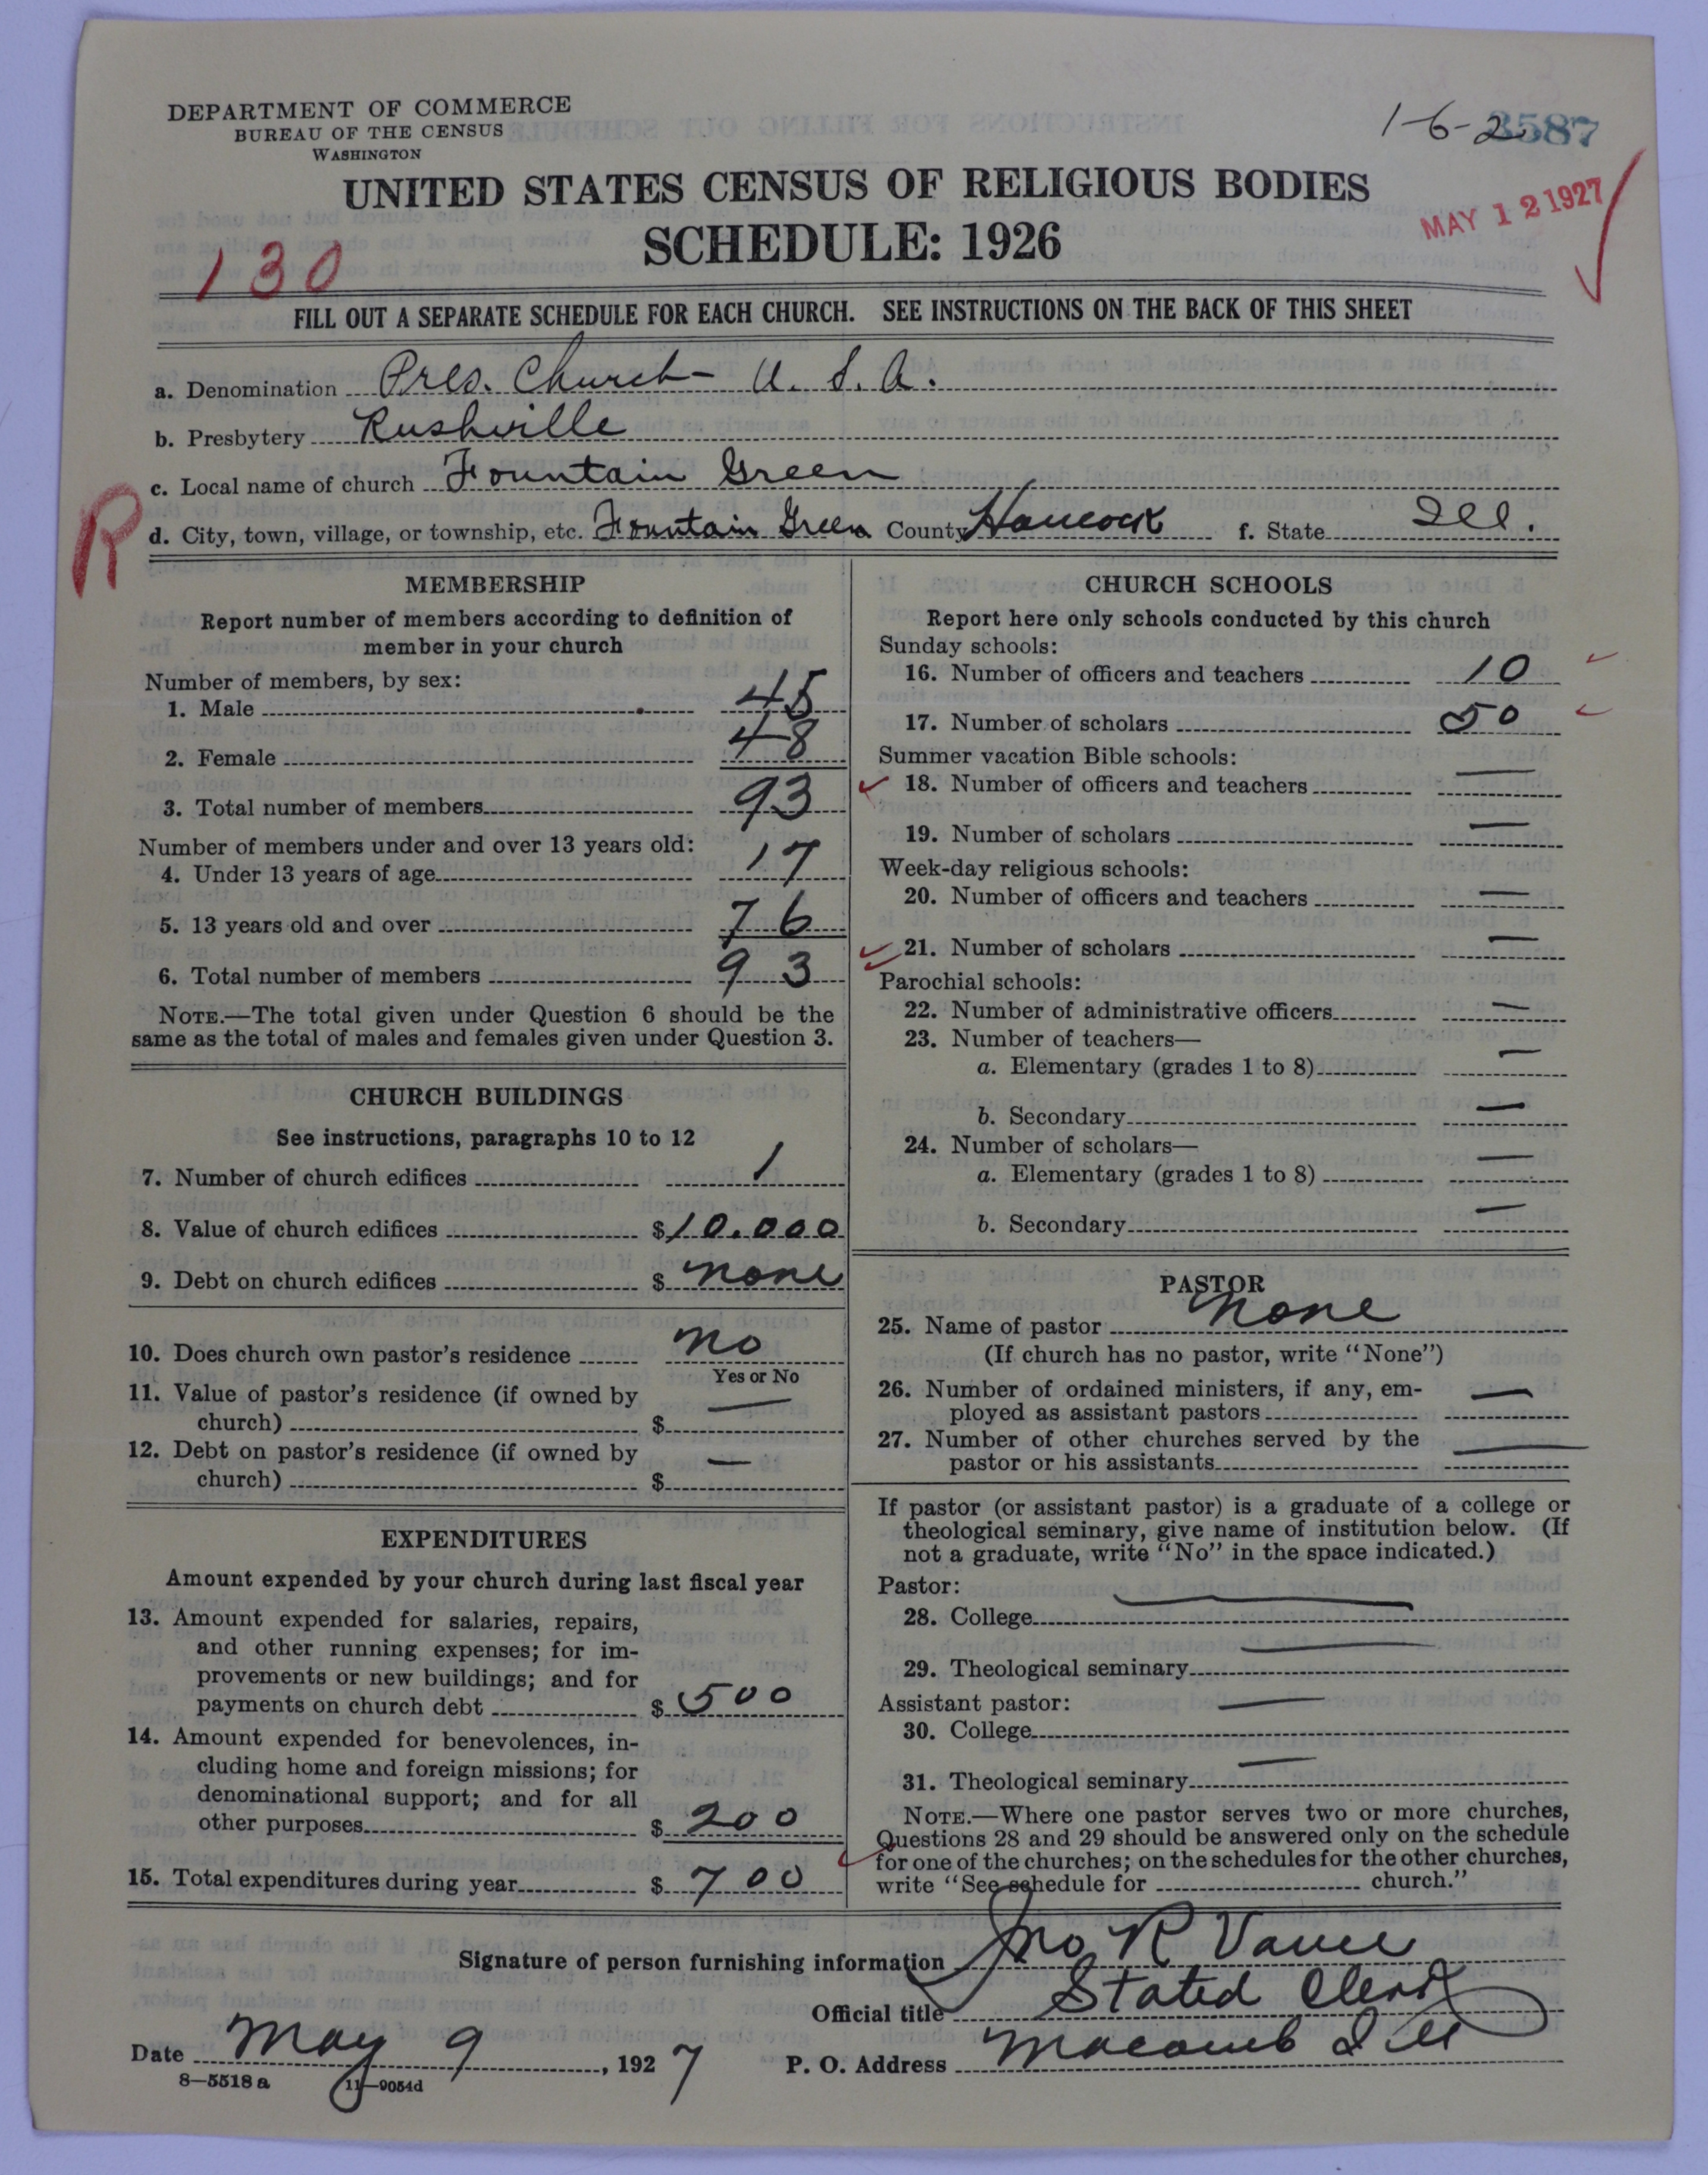 DEPARTMENT OF COMMERCE
BUREAU OF THE CENSUS
WASHINGTON
1-6-2
3587
UNITED STATES CENSUS OF RELIGIOUS BODIES
SCHEDULE: 1926
MAY 12 1927
130
FILL OUT A SEPARATE SCHEDULE FOR EACH CHURCH. SEE INSTRUCTIONS ON THE BACK OF THIS SHEET
a. Denomination Pres. Church - U. S. A.
b. Presbytery Rushville
c. Local name of church Fountain Green
R
d. City, town, village, or township, etc. Fountain Green County Hancock f. State Ill.
MEMBERSHIP
Report number of members according to definition of
member in your church
Number of members, by sex:
1. Male 45
2. Female 48
3. Total number of members 93
Number of members under and over 13 years old:
4. Under 13 years of age 17
5. 13 years old and over 76
6. Total number of members 93
NOTE.—The total given under Question 6 should be the
same as the total of males and females given under Question 3.
CHURCH BUILDINGS
See instructions, paragraphs 10 to 12
7. Number of church edifices 1
8. Value of church edifices $10.000
9. Debt on church edifices $ none
10. Does church own pastor's residence no
Yes or No
11. Value of pastor's residence (if owned by
church) $ —
12. Debt on pastor's residence (if owned by
church) $ —
EXPENDITURES
Amount expended by your church during last fiscal year
13. Amount expended for salaries, repairs,
and other running expenses; for im-
provements or new buildings; and for
payments on church debt $ 500
14. Amount expended for benevolences, in-
cluding home and foreign missions; for
denominational support; and for all
other purposes $ 200
15. Total expenditures during year $ 700
CHURCH SCHOOLS
Report here only schools conducted by this church
Sunday schools:
16. Number of officers and teachers 10
17. Number of scholars 50
Summer vacation Bible schools:
18. Number of officers and teachers —
19. Number of scholars —
Week-day religious schools:
20. Number of officers and teachers —
21. Number of scholars —
Parochial schools:
22. Number of administrative officers —
23. Number of teachers—
a. Elementary (grades 1 to 8) —
b. Secondary —
24. Number of scholars—
a. Elementary (grades 1 to 8) —
b. Secondary —
PASTOR
25. Name of pastor None
(If church has no pastor, write "None")
26. Number of ordained ministers, if any, em-
ployed as assistant pastors —
27. Number of other churches served by the
pastor or his assistants —
If pastor (or assistant pastor) is a graduate of a college or
theological seminary, give name of institution below. (If
not a graduate, write "No" in the space indicated.)
Pastor:
28. College —
29. Theological seminary —
Assistant pastor:
30. College —
31. Theological seminary —
NOTE.—Where one pastor serves two or more churches,
Questions 28 and 29 should be answered only on the schedule
for one of the churches; on the schedules for the other churches,
write "See schedule for church."
Signature of person furnishing information Jno R Vance
Official title Stated Clerk
Date May 9, 1927 P. O. Address Macomb Ill
8—5518 a 11—9054d